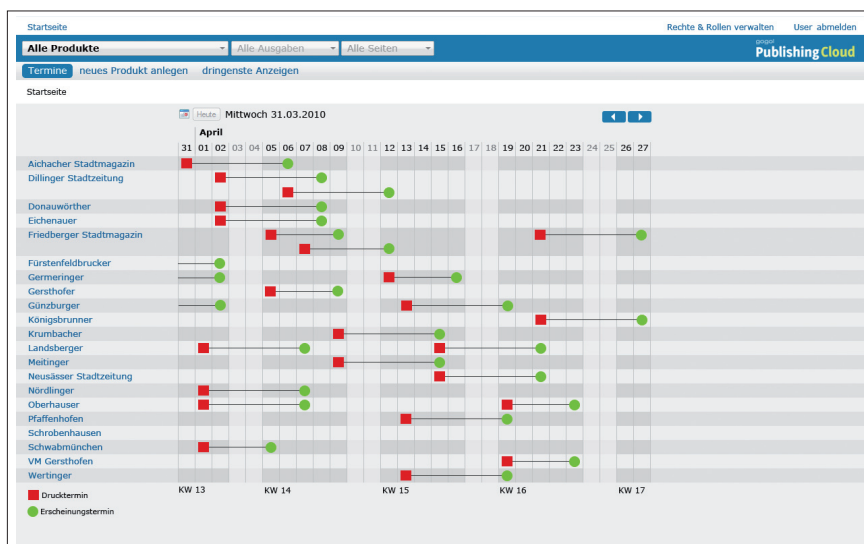 Startseite Rechte & Rollen verwalten User abmelden
Alle Produkte Alle Ausgaben Alle Seiten gogol
Publishing Cloud
Termine neues Produkt anlegen dringenste Anzeigen
Startseite
Heute Mittwoch 31.03.2010
April
31 01 02 03 04 05 06 07 08 09 10 11 12 13 14 15 16 17 18 19 20 21 22 23 24 25 26 27
Aichacher Stadtmagazin
Dillinger Stadtzeitung
Donauwörther
Eichenauer
Friedberger Stadtmagazin
Fürstenfeldbrucker
Germeringer
Gersthofer
Günzburger
Königsbrunner
Krumbacher
Landsberger
Meitinger
Neusässer Stadtzeitung
Nördlinger
Oberhauser
Pfaffenhofen
Schrobenhausen
Schwabmünchen
VM Gersthofen
Wertinger
KW 13 KW 14 KW 15 KW 16 KW 17
Drucktermin
Erscheinungstermin